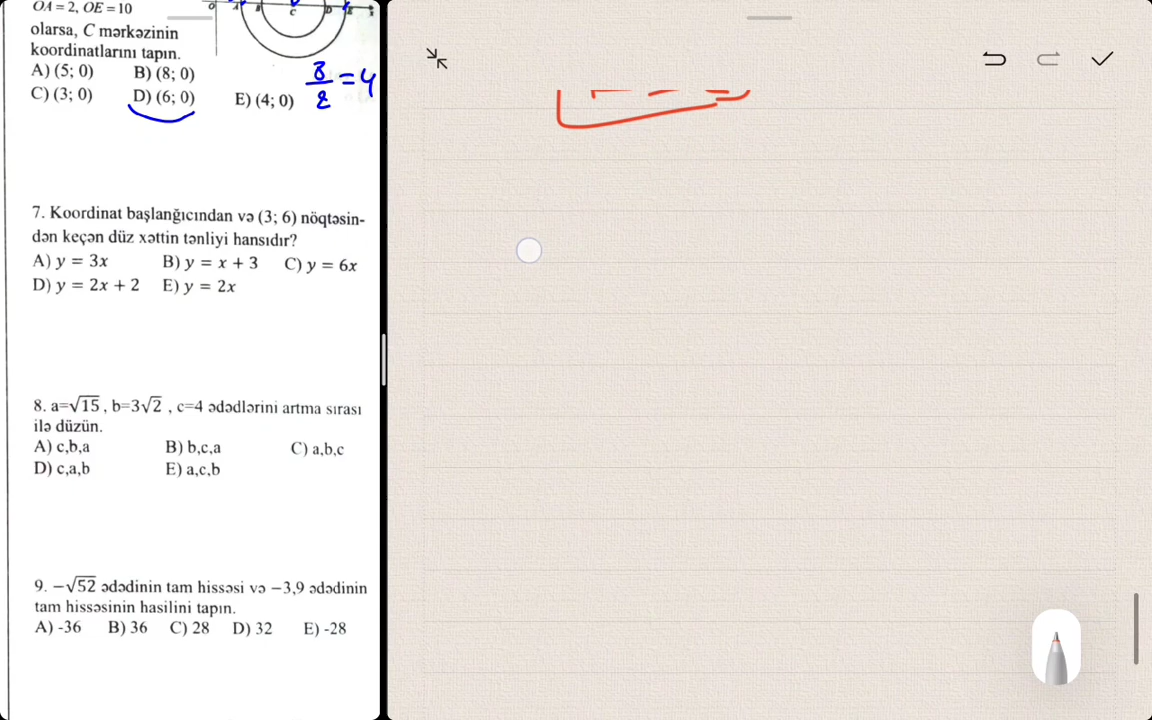 OA = 2, OE = 10
olarsa, C mərkəzinin
koordinatlarını tapın.
A) (5; 0) B) (8; 0)
C) (3; 0) D) (6; 0) E) (4; 0)
8/2 = 4
7. Koordinat başlanğıcından və (3; 6) nöqtəsin-
dən keçən düz xəttin tənliyi hansıdır?
A) y = 3x B) y = x + 3 C) y = 6x
D) y = 2x + 2 E) y = 2x
8. a=√15 , b=3√2 , c=4 ədədlərini artma sırası
ilə düzün.
A) c,b,a B) b,c,a C) a,b,c
D) c,a,b E) a,c,b
9. −√52 ədədinin tam hissəsi və −3,9 ədədinin
tam hissəsinin hasilini tapın.
A) -36 B) 36 C) 28 D) 32 E) -28